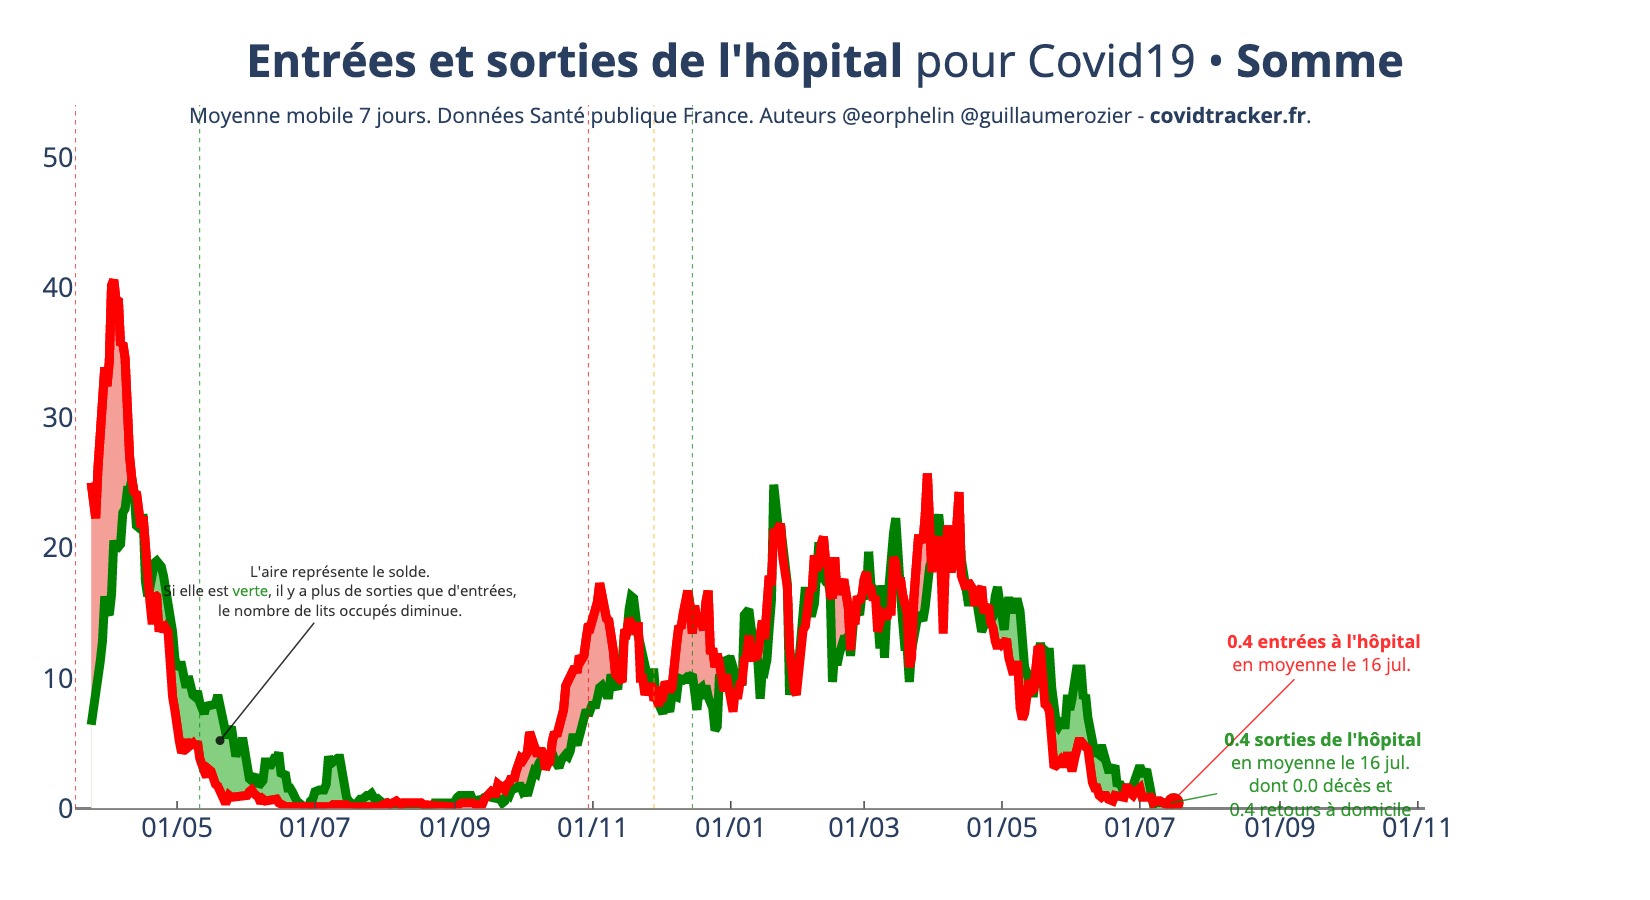 Entrées et sorties de l'hôpital pour Covid19 • Somme
Moyenne mobile 7 jours. Données Santé publique France. Auteurs @eorphelin @guillaumerozier - covidtracker.fr.
50
40
30
20
10
0
L'aire représente le solde.
Si elle est verte, il y a plus de sorties que d'entrées,
le nombre de lits occupés diminue.
0.4 entrées à l'hôpital
en moyenne le 16 jul.
0.4 sorties de l'hôpital
en moyenne le 16 jul.
dont 0.0 décès et
0.4 retours à domicile
01/05 01/07 01/09 01/11 01/01 01/03 01/05 01/07 01/09 01/11